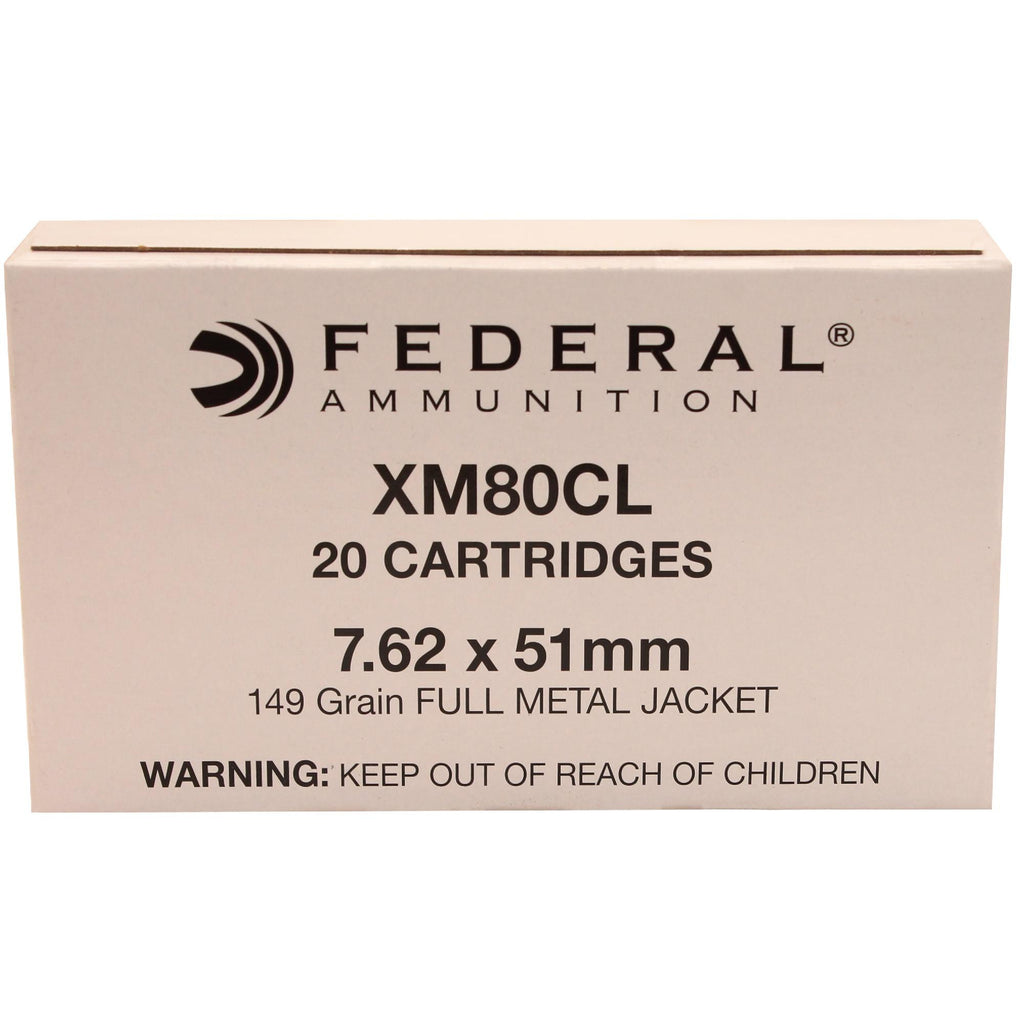 FEDERAL®
AMMUNITION
XM80CL
20 CARTRIDGES
7.62 x 51mm
149 Grain FULL METAL JACKET
WARNING: KEEP OUT OF REACH OF CHILDREN